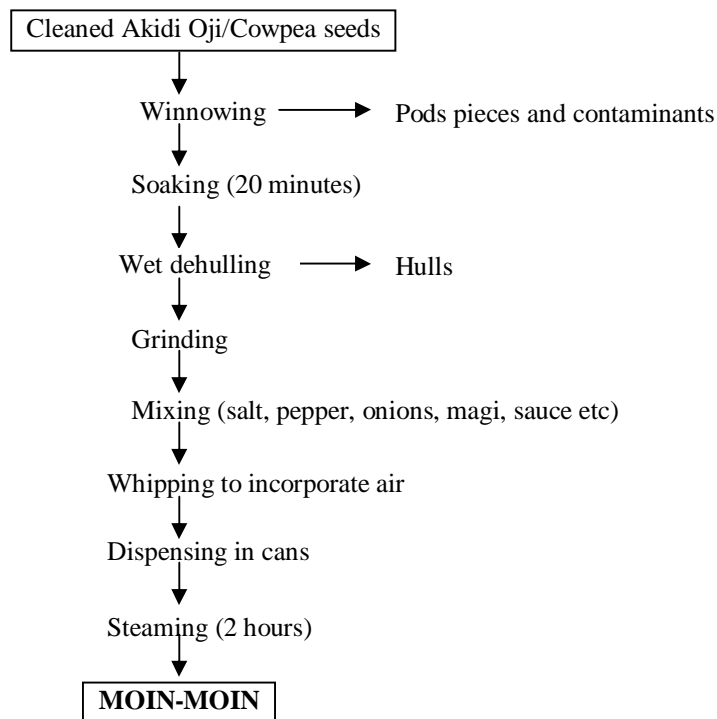 Cleaned Akidi Oji/Cowpea seeds
Winnowing
Pods pieces and contaminants
Soaking (20 minutes)
Wet dehulling
Hulls
Grinding
Mixing (salt, pepper, onions, magi, sauce etc)
Whipping to incorporate air
Dispensing in cans
Steaming (2 hours)
MOIN-MOIN